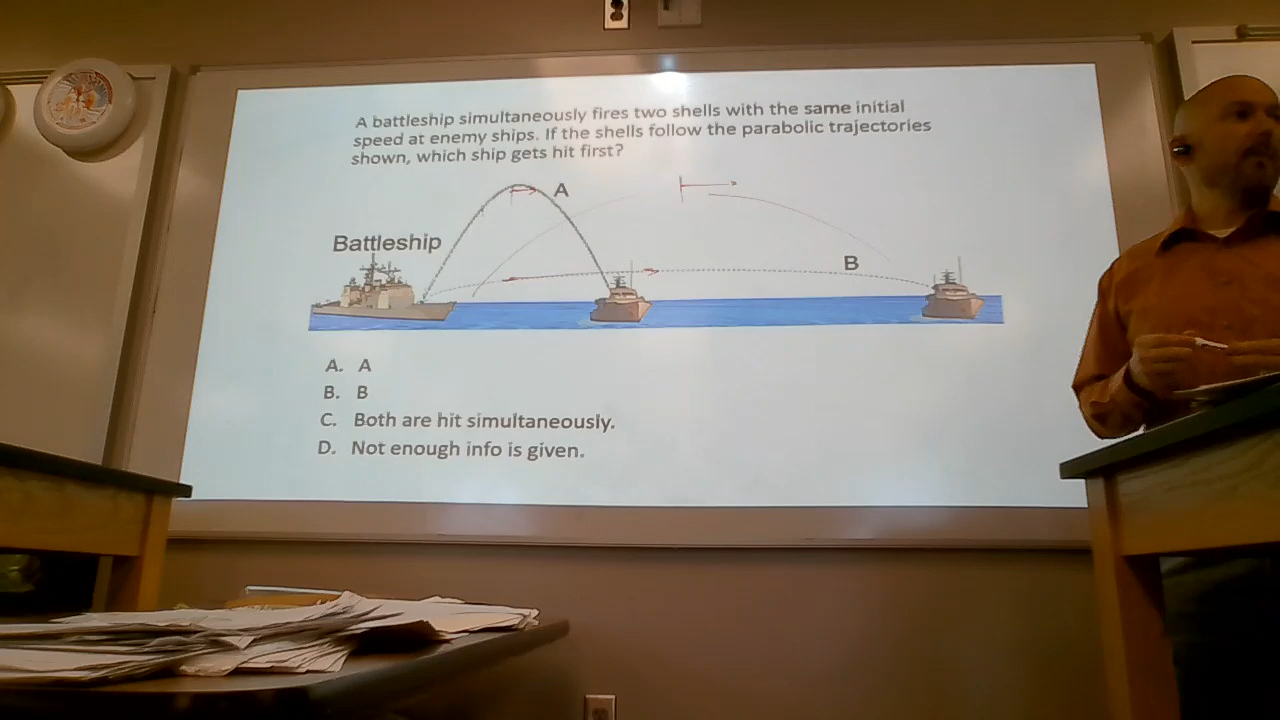 A battleship simultaneously fires two shells with the same initial
speed at enemy ships. If the shells follow the parabolic trajectories
shown, which ship gets hit first?
A
Battleship
B
A. A
B. B
C. Both are hit simultaneously.
D. Not enough info is given.